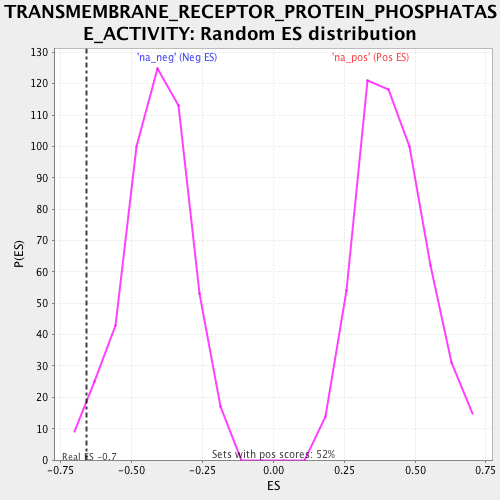 TRANSMEMBRANE_RECEPTOR_PROTEIN_PHOSPHATAS
E_ACTIVITY: Random ES distribution
'na_neg' (Neg ES)
'na_pos' (Pos ES)
130
120
110
100
90
80
70
60
50
40
30
20
10
0
P(ES)
Real ES -0.7
Sets with pos scores: 52%
-0.75 -0.50 -0.25 0.00 0.25 0.50 0.75
ES